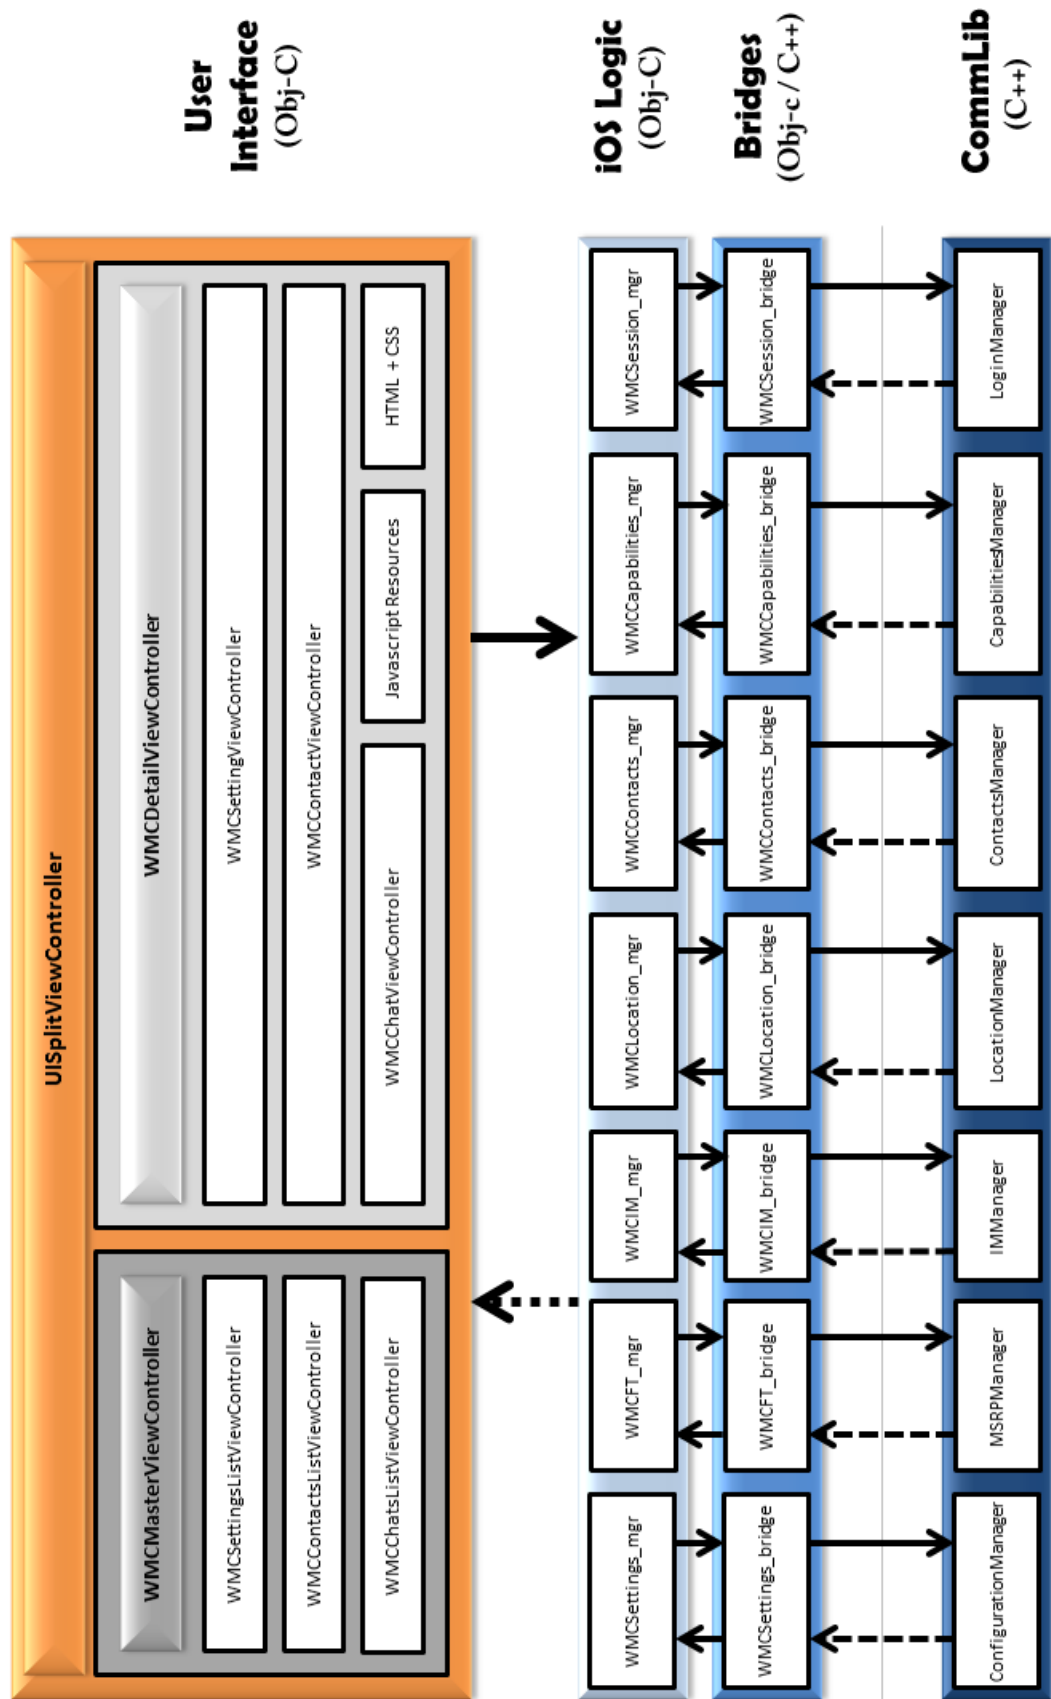 UISplitViewController
WMCMasterViewController
WMCDetailViewController
WMCSettingsListViewController
WMCSettingViewController
WMCContactsListViewController
WMCContactViewController
WMCChatsListViewController
WMCChatViewController
Javascript Resources
HTML + CSS
User
Interface
(Obj-C)
WMCSettings_mgr
WMCFT_mgr
WMCIM_mgr
WMCLocation_mgr
WMCContacts_mgr
WMCCapabilities_mgr
WMCSession_mgr
iOS Logic
(Obj-C)
WMCSettings_bridge
WMCFT_bridge
WMCIM_bridge
WMCLocation_bridge
WMCContacts_bridge
WMCCapabilities_bridge
WMCSession_bridge
Bridges
(Obj-c / C++)
ConfigurationManager
MSRPManager
IMManager
LocationManager
ContactsManager
CapabilitiesManager
LoginManager
CommLib
(C++)